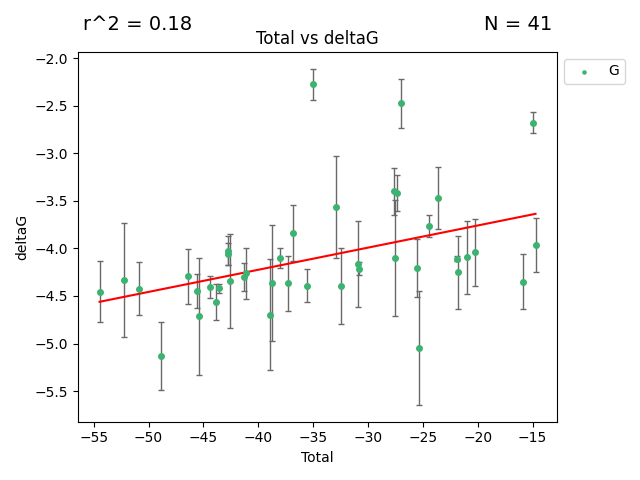 r^2 = 0.18
N = 41
Total vs deltaG
G
−2.0
−2.5
−3.0
−3.5
−4.0
−4.5
−5.0
−5.5
deltaG
−55 −50 −45 −40 −35 −30 −25 −20 −15
Total